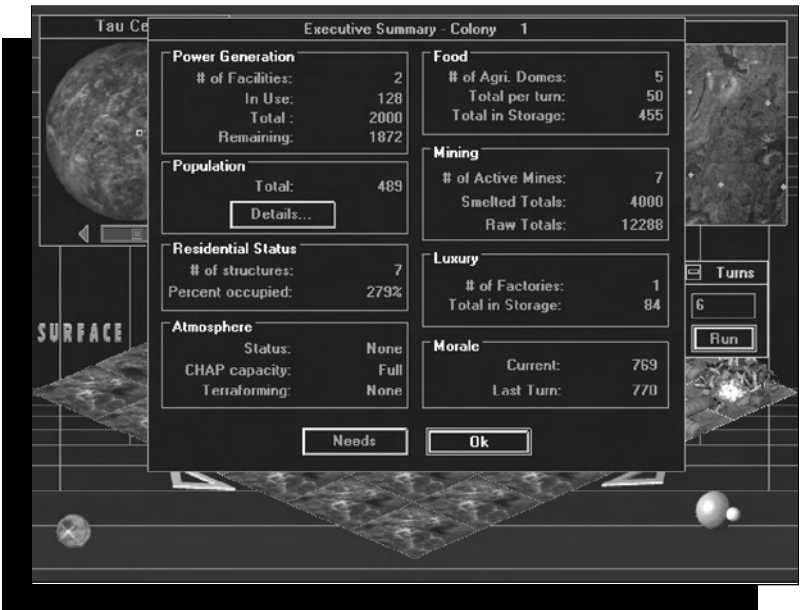 Tau Ce
Executive Summary - Colony 1
Power Generation
# of Facilities: 2
In Use: 128
Total : 2000
Remaining: 1872
Population
Total: 489
Details...
Residential Status
# of structures: 7
Percent occupied: 279%
Atmosphere
Status: None
CHAP capacity: Full
Terraforming: None
Food
# of Agri. Domes: 5
Total per turn: 50
Total in Storage: 455
Mining
# of Active Mines: 7
Smelted Totals: 4000
Raw Totals: 12288
Luxury
# of Factories: 1
Total in Storage: 84
Morale
Current: 769
Last Turn: 770
Needs
Ok
Turns
6
Run
SURFACE